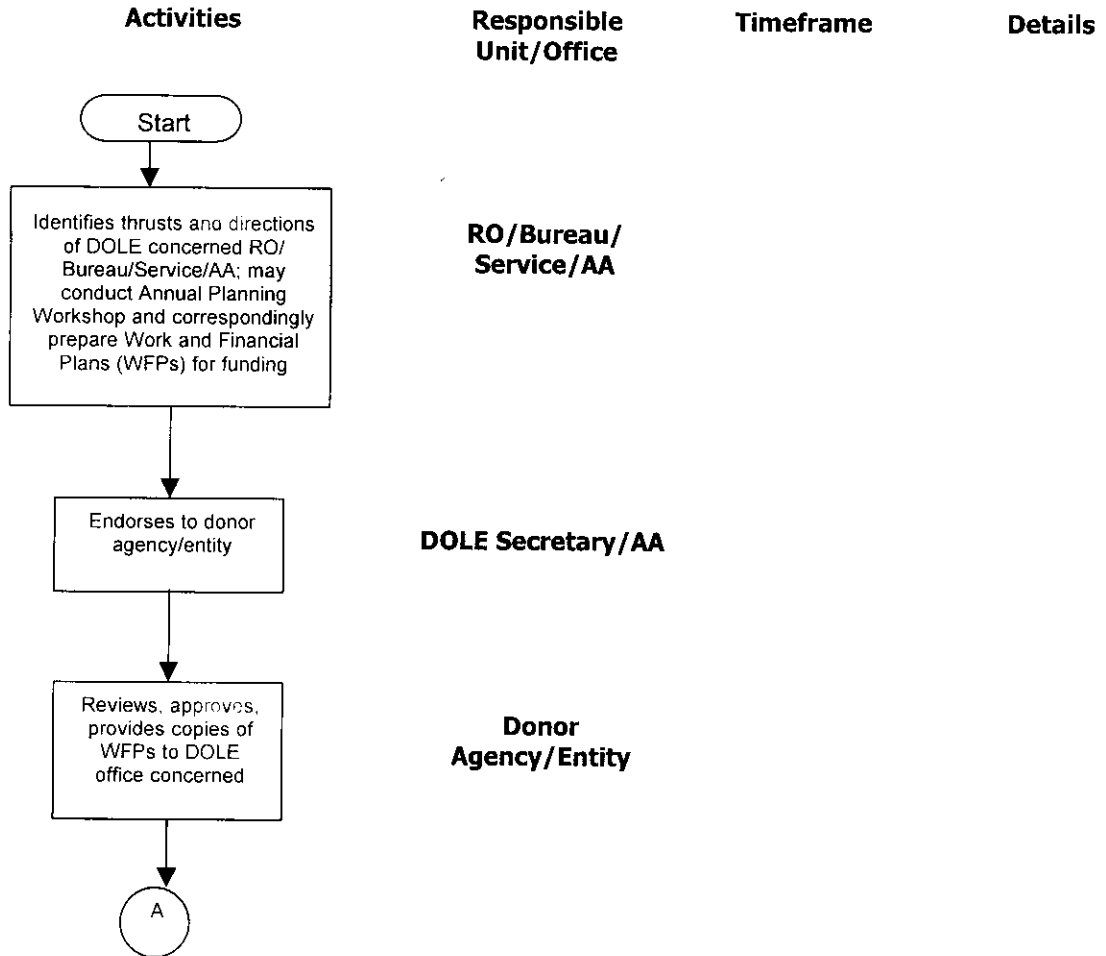 Activities
Responsible
Unit/Office
Timeframe
Details
Start
Identifies thrusts and directions
of DOLE concerned RO/
Bureau/Service/AA; may
conduct Annual Planning
Workshop and correspondingly
prepare Work and Financial
Plans (WFPs) for funding
RO/Bureau/
Service/AA
Endorses to donor
agency/entity
DOLE Secretary/AA
Reviews, approves,
provides copies of
WFPs to DOLE
office concerned
Donor
Agency/Entity
A